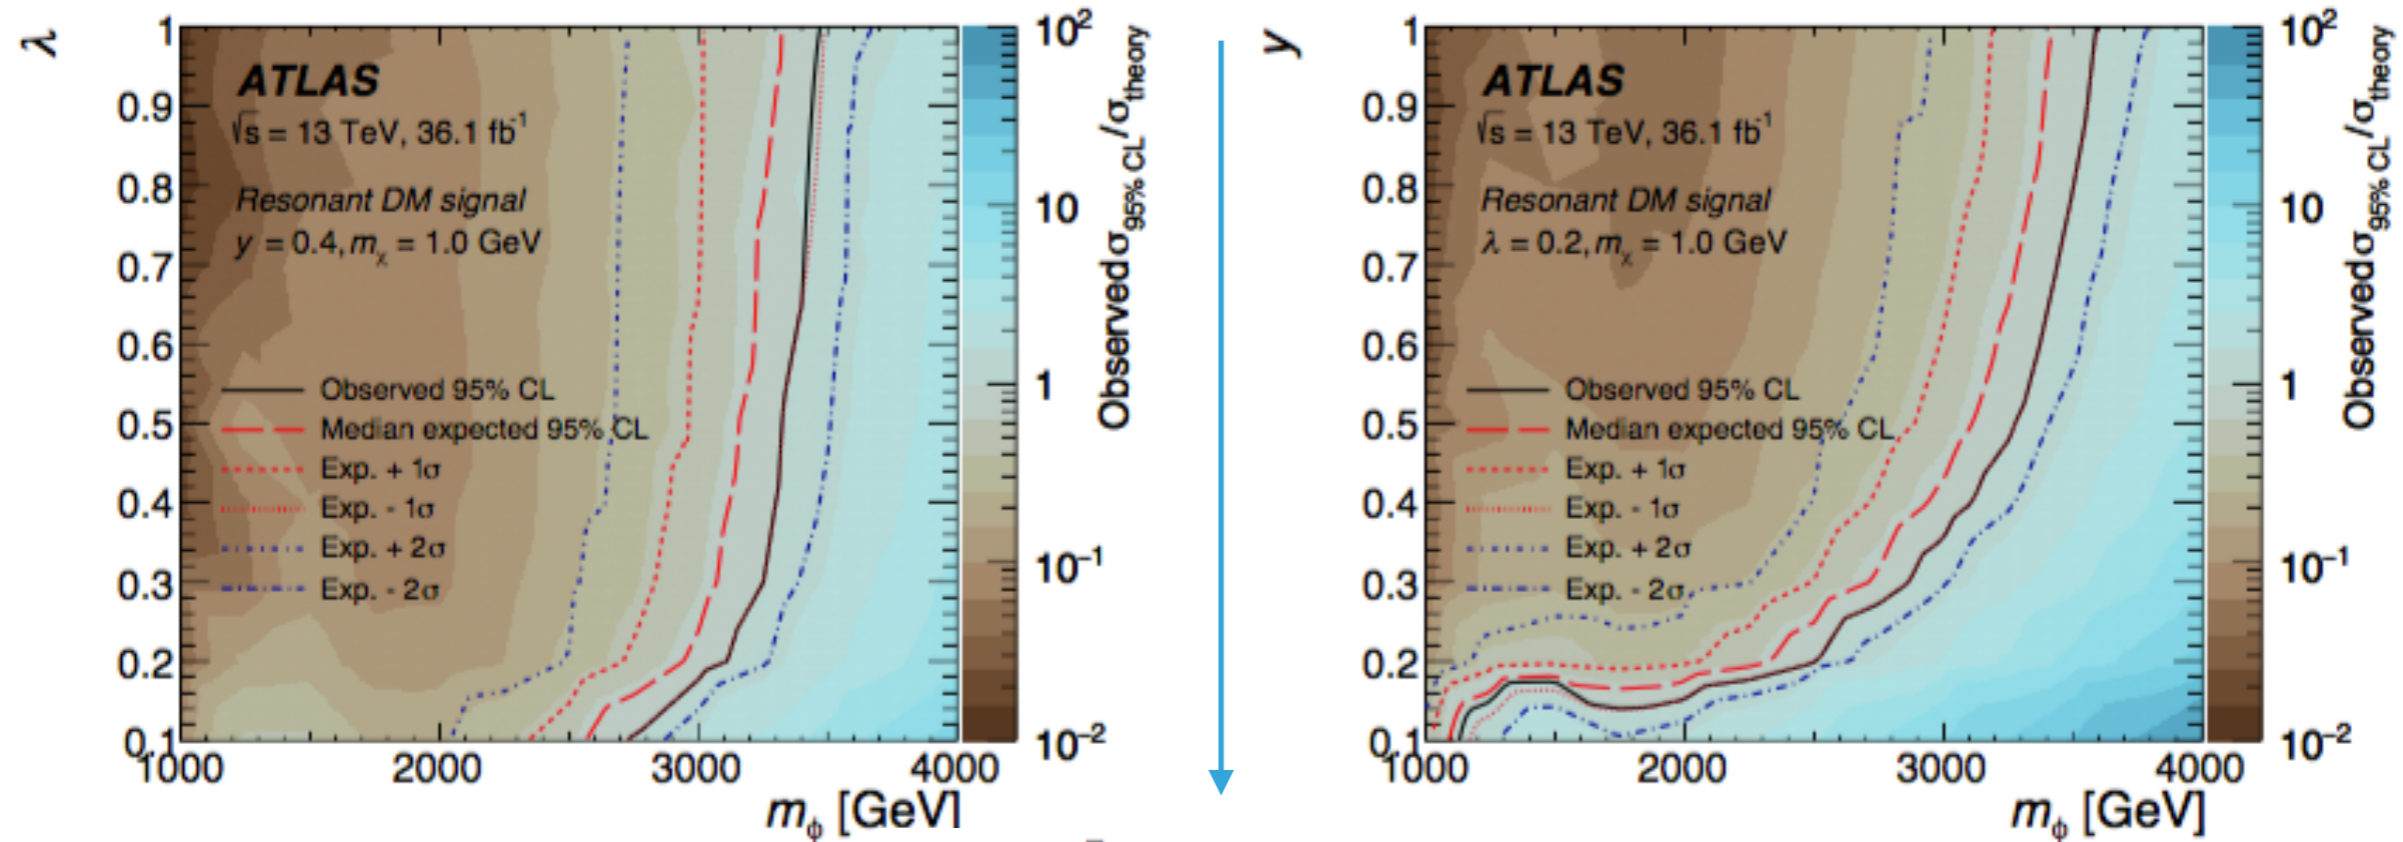 λ
1
0.9
0.8
0.7
0.6
0.5
0.4
0.3
0.2
0.1
ATLAS
√s = 13 TeV, 36.1 fb⁻¹
Resonant DM signal
y = 0.4, mᵪ = 1.0 GeV
Observed 95% CL
Median expected 95% CL
Exp. + 1σ
Exp. - 1σ
Exp. + 2σ
Exp. - 2σ
1000 2000 3000 4000
m_ϕ [GeV]
10²
10
1
10⁻¹
10⁻²
Observed σ95% CL/σtheory
y
1
0.9
0.8
0.7
0.6
0.5
0.4
0.3
0.2
0.1
ATLAS
√s = 13 TeV, 36.1 fb⁻¹
Resonant DM signal
λ = 0.2, mᵪ = 1.0 GeV
Observed 95% CL
Median expected 95% CL
Exp. + 1σ
Exp. - 1σ
Exp. + 2σ
Exp. - 2σ
1000 2000 3000 4000
m_ϕ [GeV]
10²
10
1
10⁻¹
10⁻²
Observed σ95% CL/σtheory